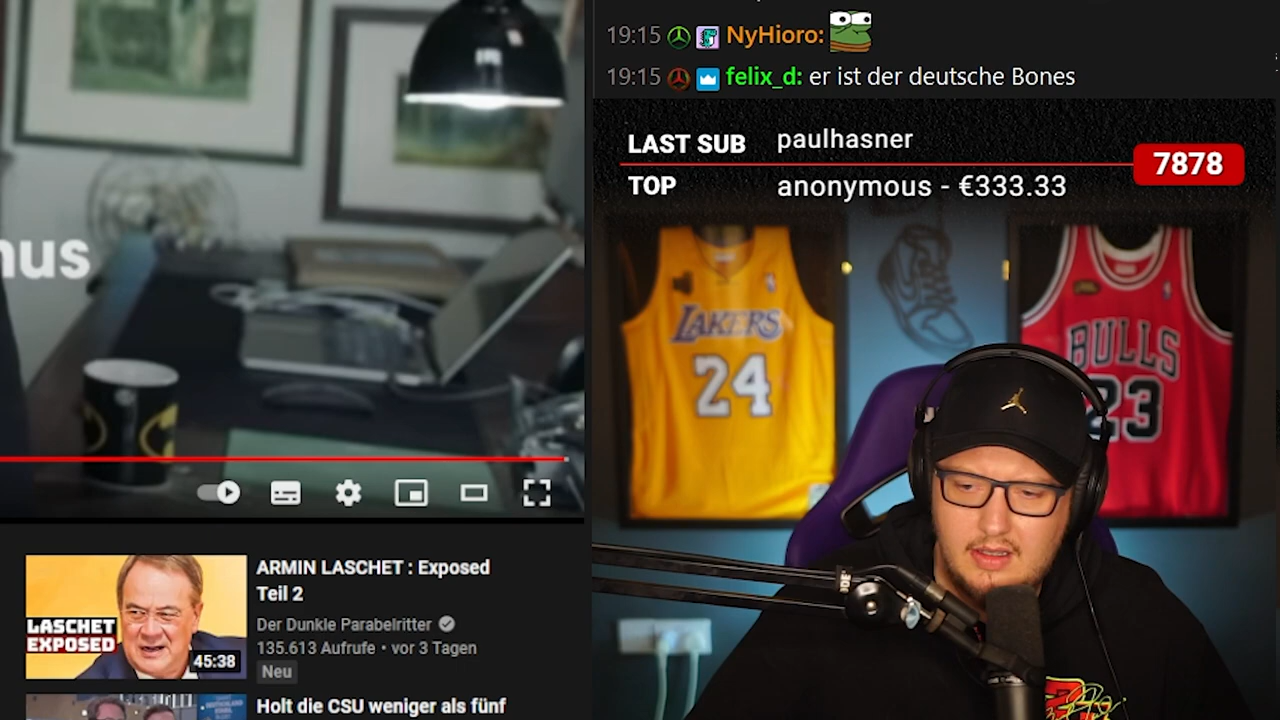 19:15 NyHioro:
19:15 felix_d: er ist der deutsche Bones
LAST SUB paulhasner
7878
TOP anonymous - €333.33
nus
LAKERS
24
BULLS
23
ARMIN LASCHET : Exposed
Teil 2
Der Dunkle Parabelritter
135.613 Aufrufe • vor 3 Tagen
Neu
LASCHET
EXPOSED
45:38
Holt die CSU weniger als fünf